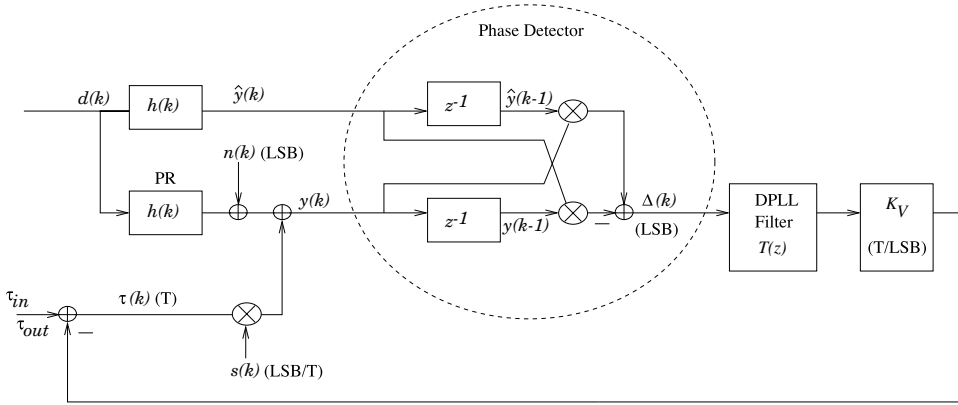 Phase Detector
d(k)
h(k)
ŷ(k)
z⁻¹
ŷ(k-1)
n(k) (LSB)
PR
h(k)
y(k)
z⁻¹
y(k-1)
Δ(k)
(LSB)
DPLL
Filter
T(z)
K_V
(T/LSB)
τ_in
τ_out
τ(k) (T)
s(k) (LSB/T)